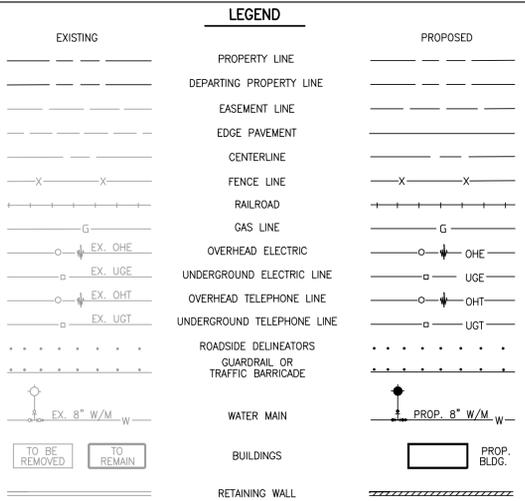 LEGEND
EXISTING PROPOSED
PROPERTY LINE
DEPARTING PROPERTY LINE
EASEMENT LINE
EDGE PAVEMENT
CENTERLINE
X X FENCE LINE X X
RAILROAD
G GAS LINE G
EX. OHE OVERHEAD ELECTRIC OHE
EX. UGE UNDERGROUND ELECTRIC LINE UGE
EX. OHT OVERHEAD TELEPHONE LINE OHT
EX. UGT UNDERGROUND TELEPHONE LINE UGT
ROADSIDE DELINEATORS
GUARDRAIL OR
TRAFFIC BARRICADE
EX. 8" W/M W WATER MAIN PROP. 8" W/M W
TO BE REMOVED TO REMAIN BUILDINGS PROP. BLDG.
RETAINING WALL